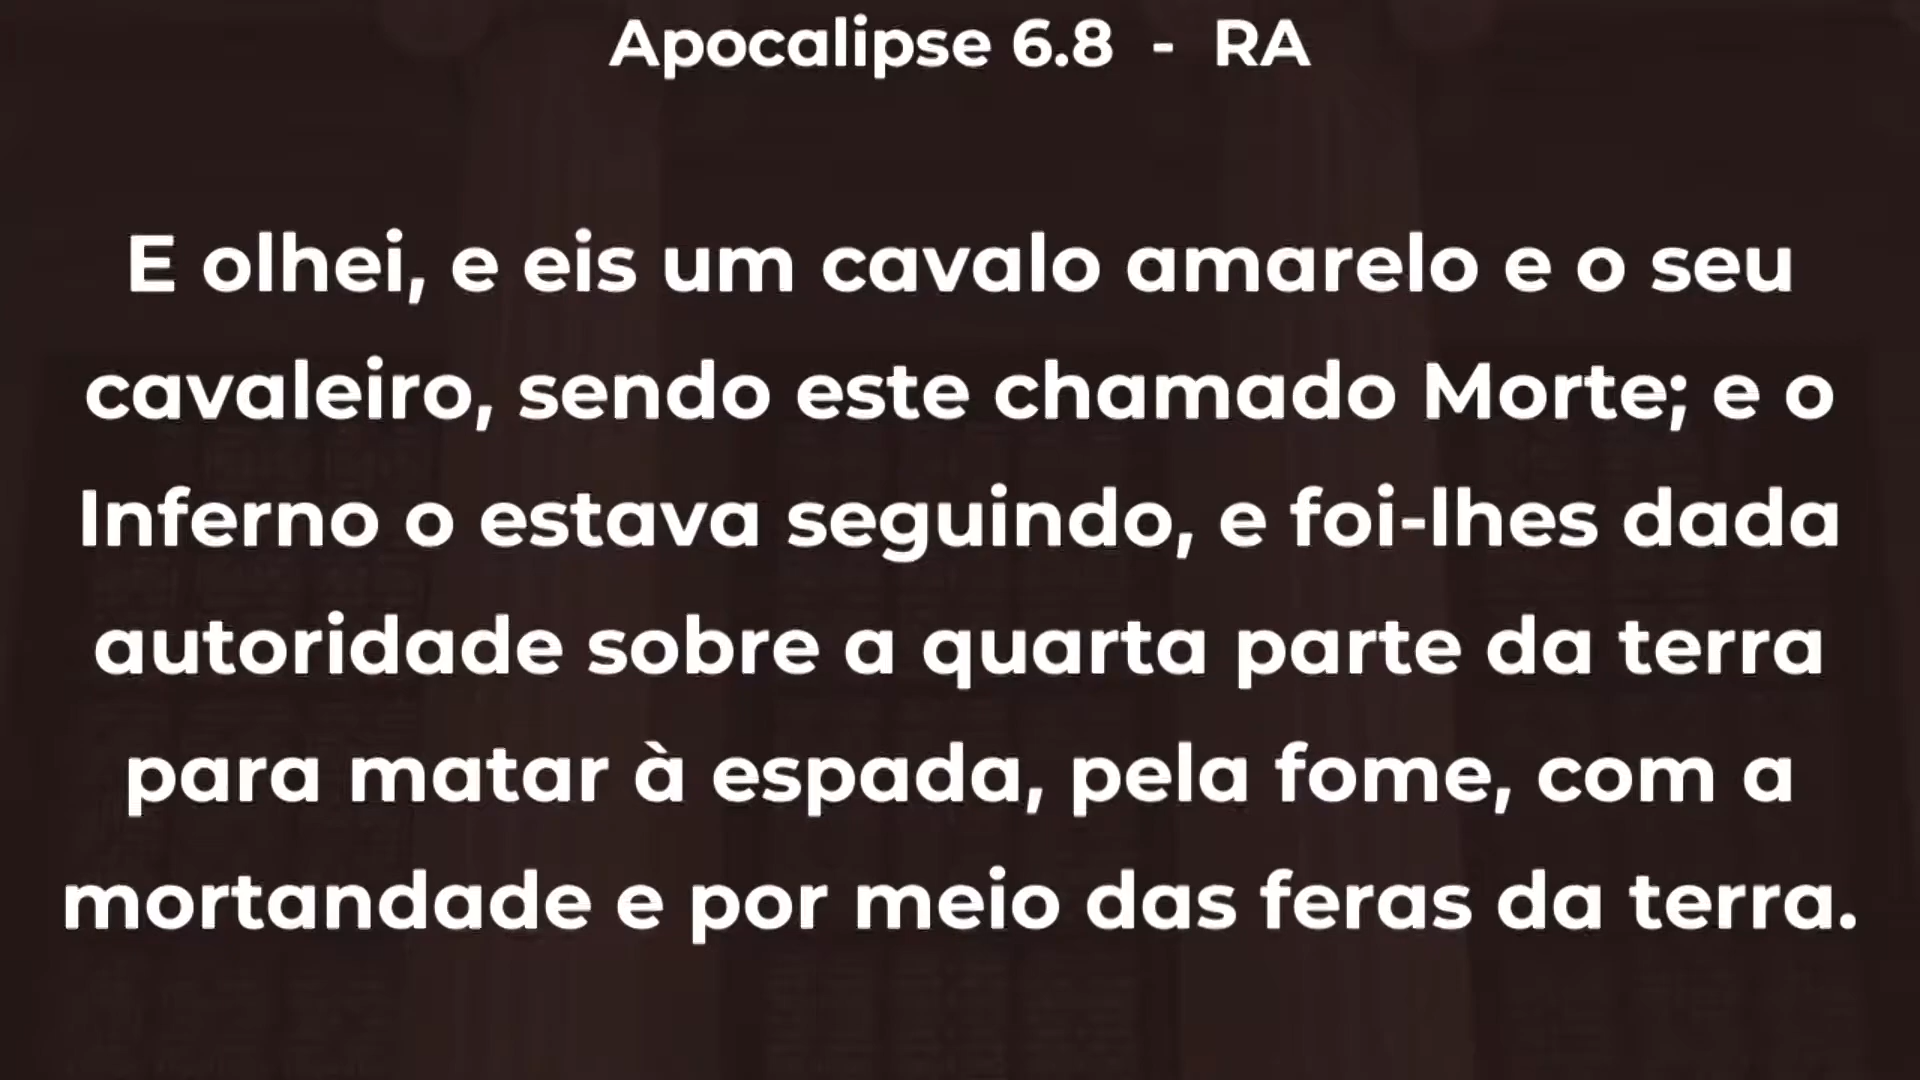 Apocalipse 6.8 - RA
E olhei, e eis um cavalo amarelo e o seu
cavaleiro, sendo este chamado Morte; e o
Inferno o estava seguindo, e foi-lhes dada
autoridade sobre a quarta parte da terra
para matar à espada, pela fome, com a
mortandade e por meio das feras da terra.